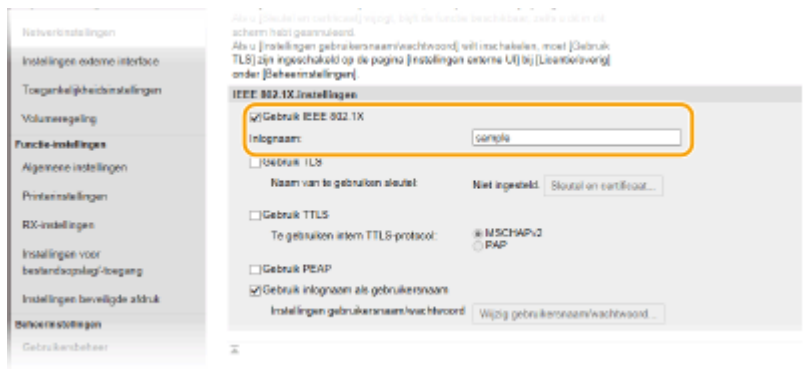 Netwerkinstellingen
Instellingen externe interface
Toegankelijkheidsinstellingen
Volumeregeling
Functie-instellingen
Algemene instellingen
Printerinstellingen
RX-instellingen
Instellingen voor
bestandsopslag/-toegang
Instellingen beveiligde afdruk
Beheerinstellingen
Gebruikersbeheer
Als u [Sleutel en certificaat] wijzigt, blijft de functie beschikbaar, zelfs u dit in dit
scherm hebt geannuleerd.
Als u [Instellingen gebruikersnaam/wachtwoord] wilt inschakelen, moet [Gebruik
TLS] zijn ingeschakeld op de pagina [Instellingen externe UI] bij [Licentie/overig]
onder [Beheerinstellingen].
IEEE 802.1X-instellingen
Gebruik IEEE 802.1X
Inlognaam: sample
Gebruik TLS
Naam van te gebruiken sleutel: Niet ingesteld. Sleutel en certificaat...
Gebruik TTLS
Te gebruiken intern TTLS-protocol: MSCHAPv2
PAP
Gebruik PEAP
Gebruik inlognaam als gebruikersnaam
Instellingen gebruikersnaam/wachtwoord Wijzig gebruikersnaam/wachtwoord...